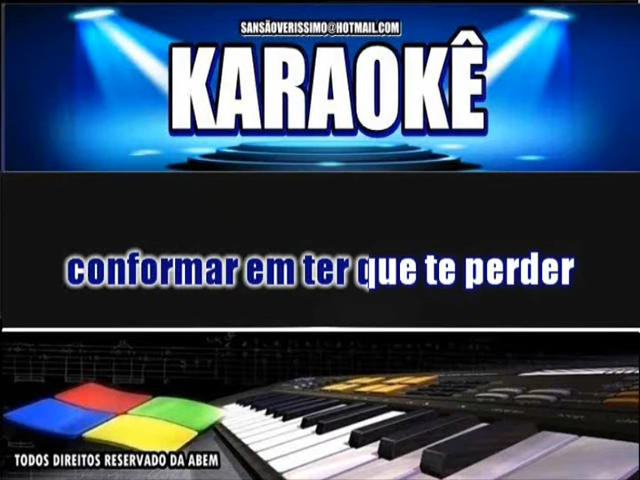 SANSÃOVERISSIMO@HOTMAIL.COM
KARAOKÊ
conformar em ter que te perder
TODOS DIREITOS RESERVADO DA ABEM